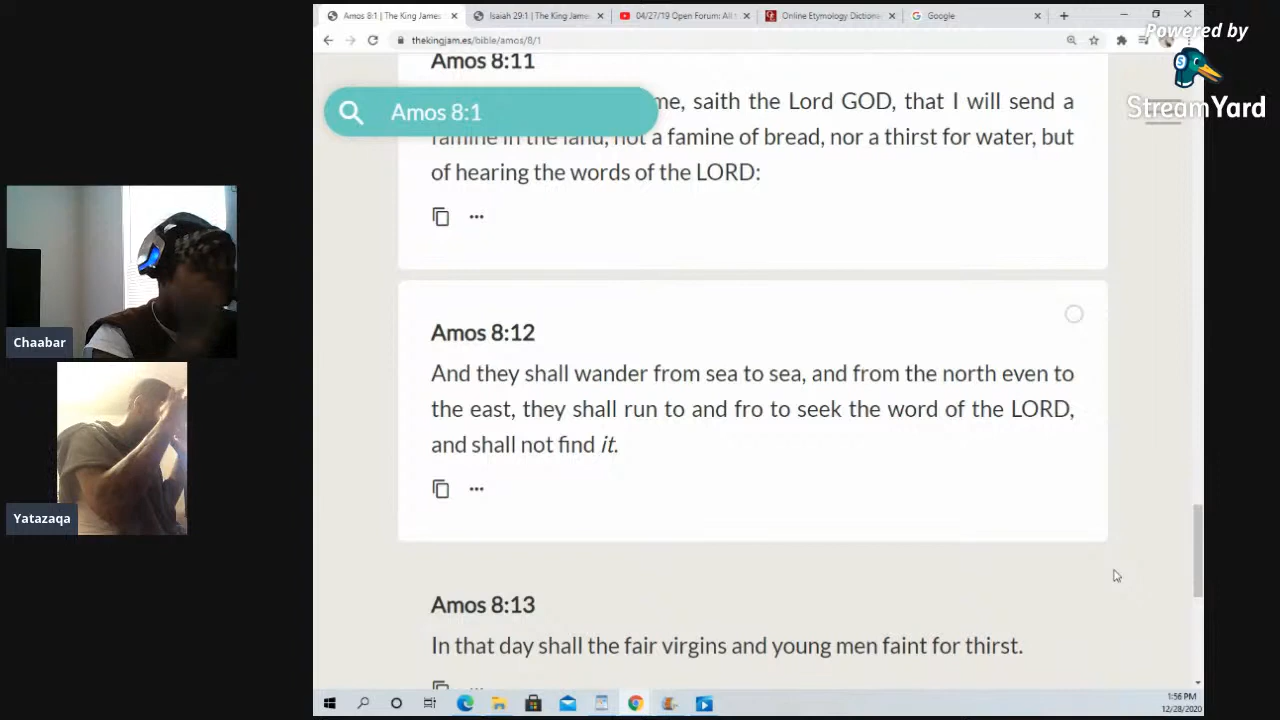 Amos 8:1 | The King James
Isaiah 29:1 | The King Jame
04/27/19 Open Forum: All
Online Etymology Dictiona
Google
thekingjam.es/bible/amos/8/1
Powered by
StreamYard
Amos 8:11
Amos 8:1
me, saith the Lord GOD, that I will send a
famine in the land, not a famine of bread, nor a thirst for water, but
of hearing the words of the LORD:
Amos 8:12
And they shall wander from sea to sea, and from the north even to
the east, they shall run to and fro to seek the word of the LORD,
and shall not find it.
Amos 8:13
In that day shall the fair virgins and young men faint for thirst.
Chaabar
Yatazaqa
1:56 PM
12/28/2020